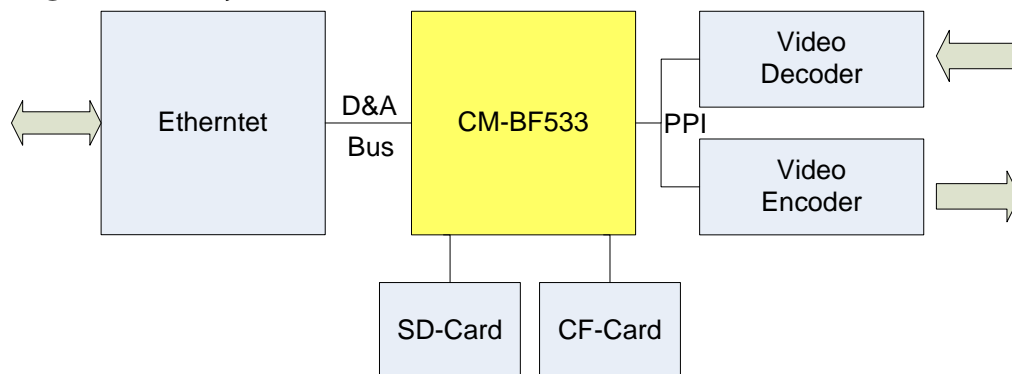 Video
Decoder
Etherntet
D&A
Bus
CM-BF533
PPI
Video
Encoder
SD-Card
CF-Card